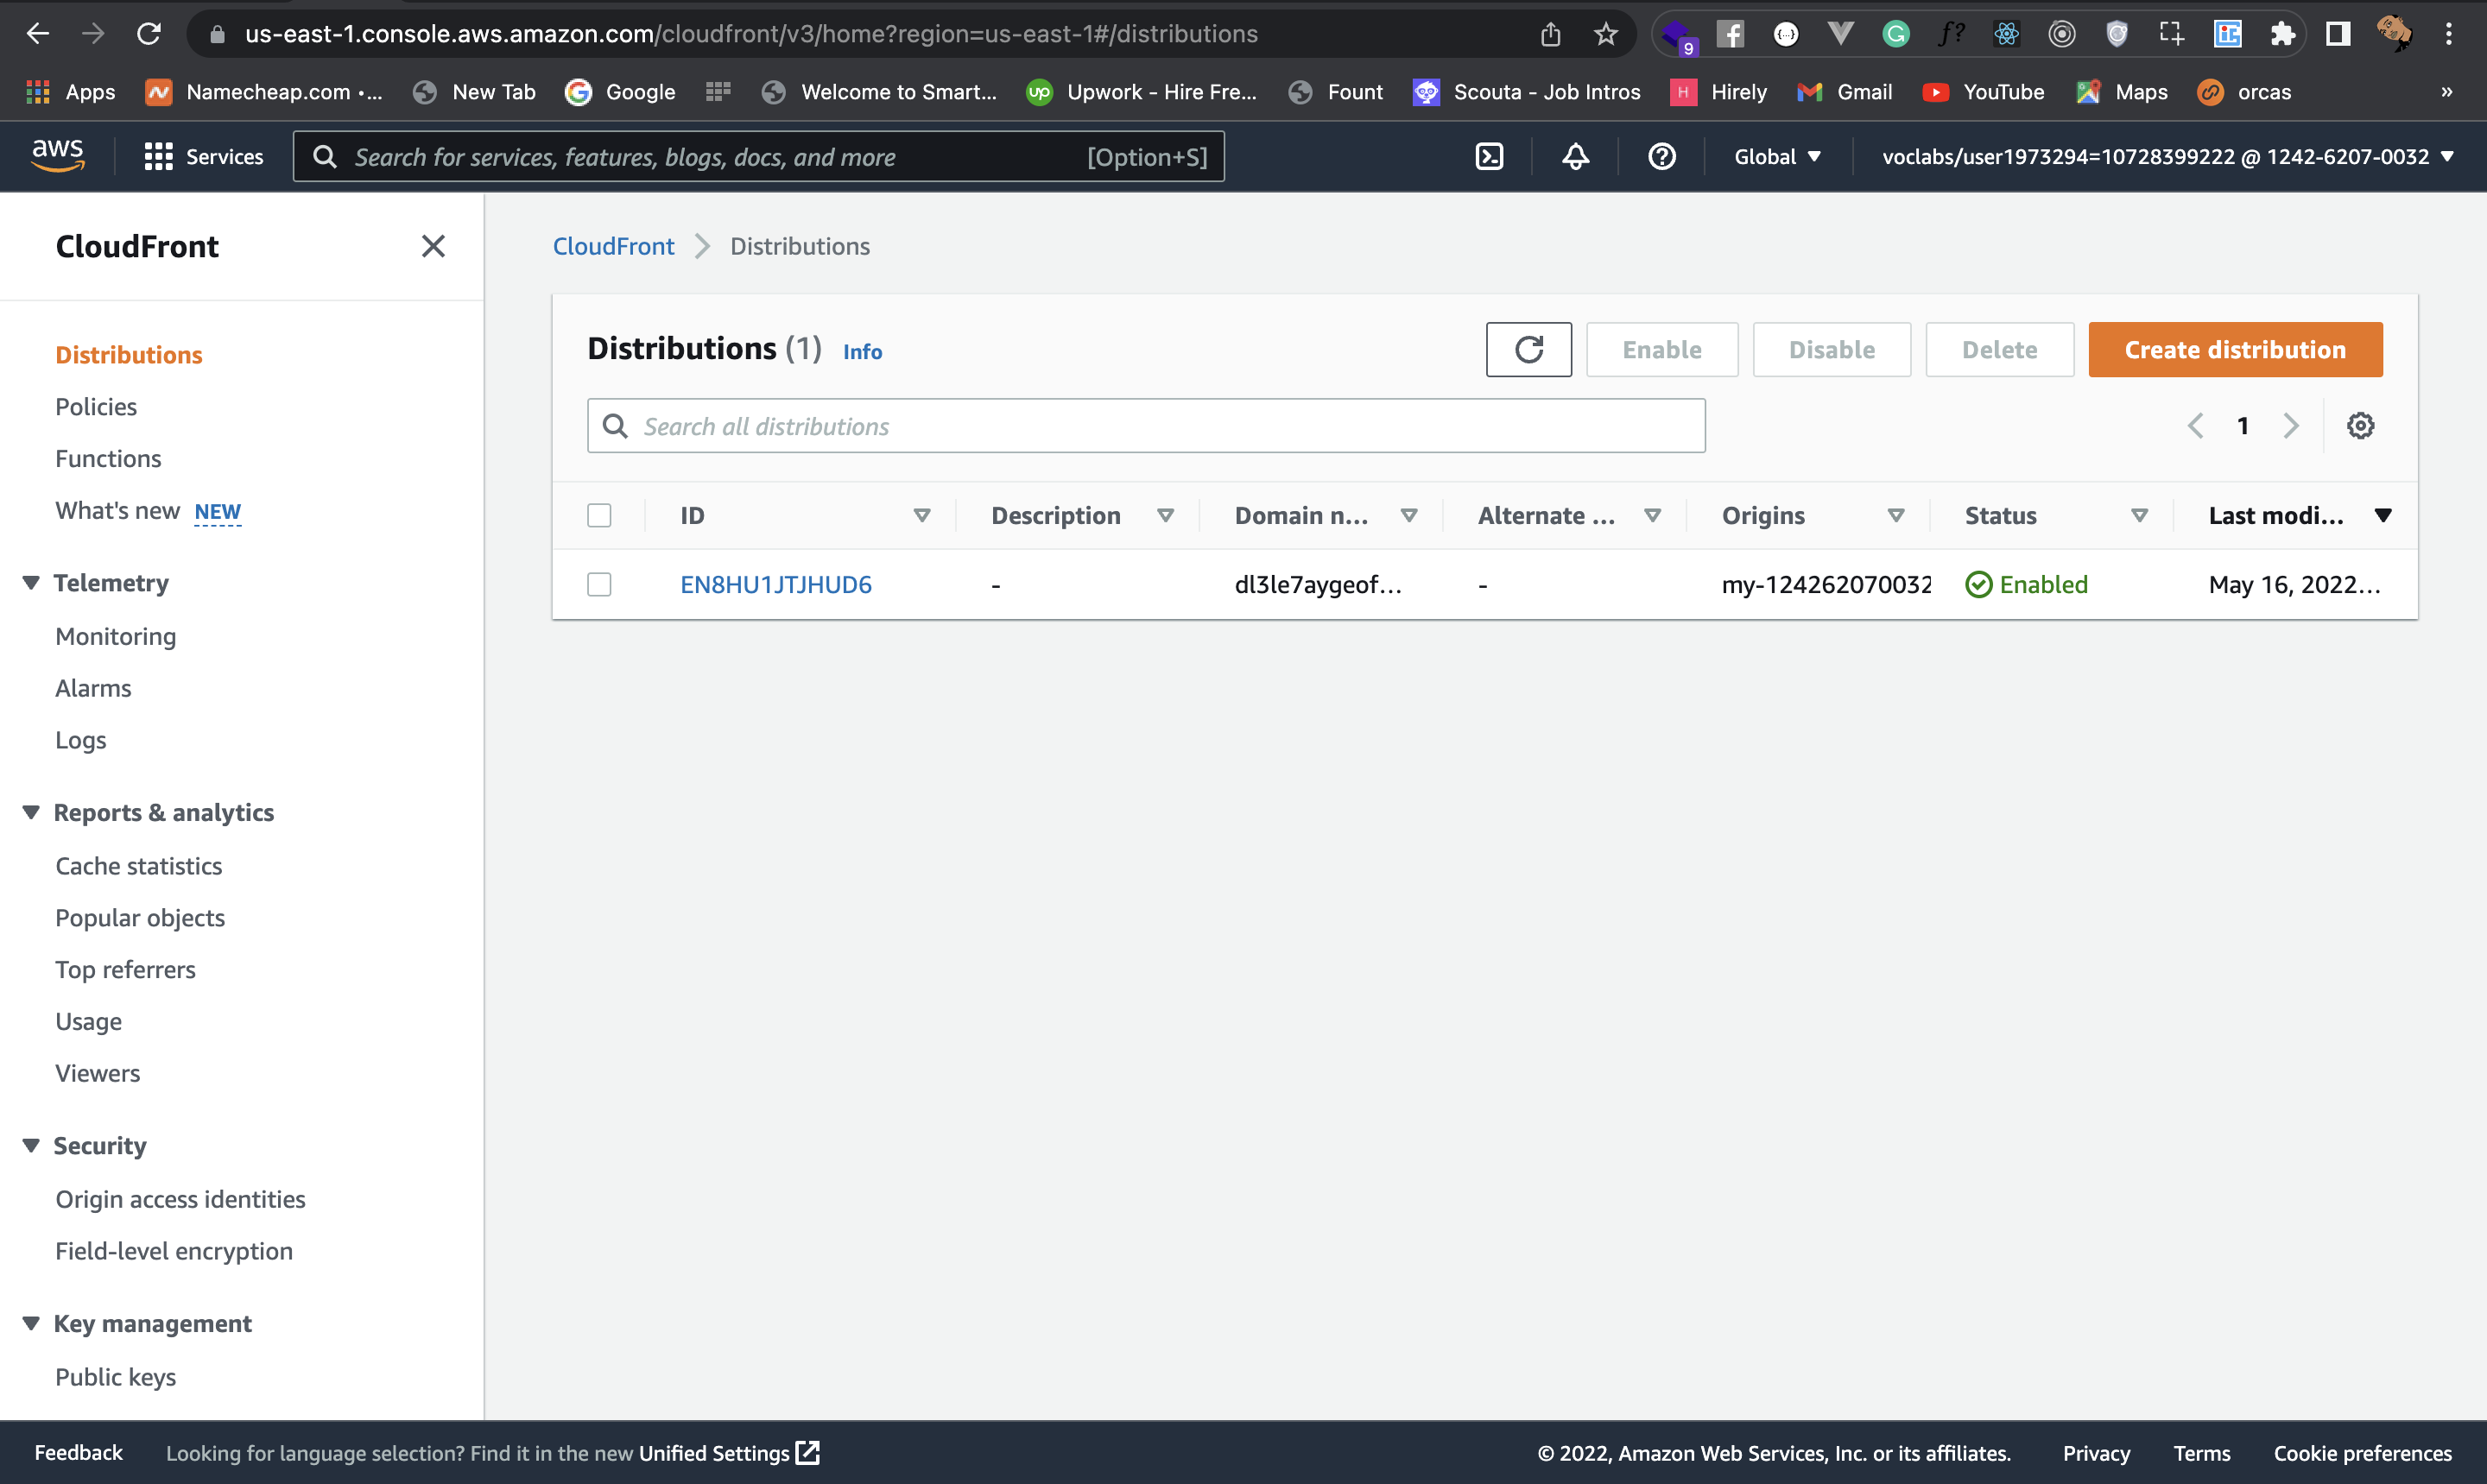 us-east-1.console.aws.amazon.com/cloudfront/v3/home?region=us-east-1#/distributions
9
Apps Namecheap.com •... New Tab Google Welcome to Smart... Upwork - Hire Fre... Fount Scouta - Job Intros Hirely Gmail YouTube Maps orcas »
aws Services Search for services, features, blogs, docs, and more [Option+S] Global voclabs/user1973294=10728399222 @ 1242-6207-0032
CloudFront
Distributions
Policies
Functions
What's new NEW
Telemetry
Monitoring
Alarms
Logs
Reports & analytics
Cache statistics
Popular objects
Top referrers
Usage
Viewers
Security
Origin access identities
Field-level encryption
Key management
Public keys
CloudFront Distributions
Distributions (1) Info Enable Disable Delete Create distribution
Search all distributions 1
ID Description Domain n... Alternate ... Origins Status Last modi...
EN8HU1JTJHUD6 - dl3le7aygeof... - my-124262070032 Enabled May 16, 2022...
Feedback Looking for language selection? Find it in the new Unified Settings © 2022, Amazon Web Services, Inc. or its affiliates. Privacy Terms Cookie preferences